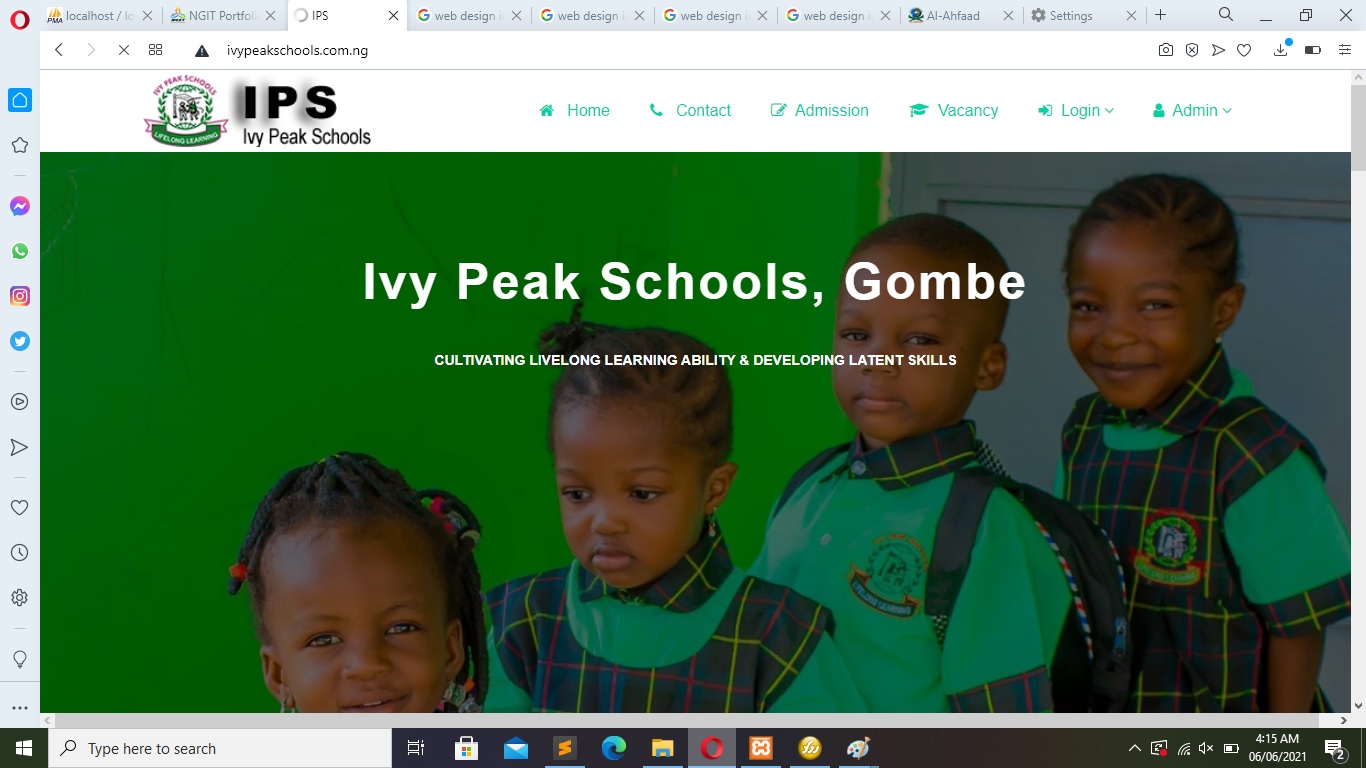 localhost / lo
NGIT Portfoli
IPS
web design i
web design i
web design i
web design i
Al-Ahfaad
Settings
ivypeakschools.com.ng
IVY PEAK SCHOOLS
LIFELONG LEARNING
IPS
Ivy Peak Schools
Home
Contact
Admission
Vacancy
Login
Admin
Ivy Peak Schools, Gombe
CULTIVATING LIVELONG LEARNING ABILITY & DEVELOPING LATENT SKILLS
LIFELONG LEARNING
Type here to search
4:15 AM
06/06/2021
2